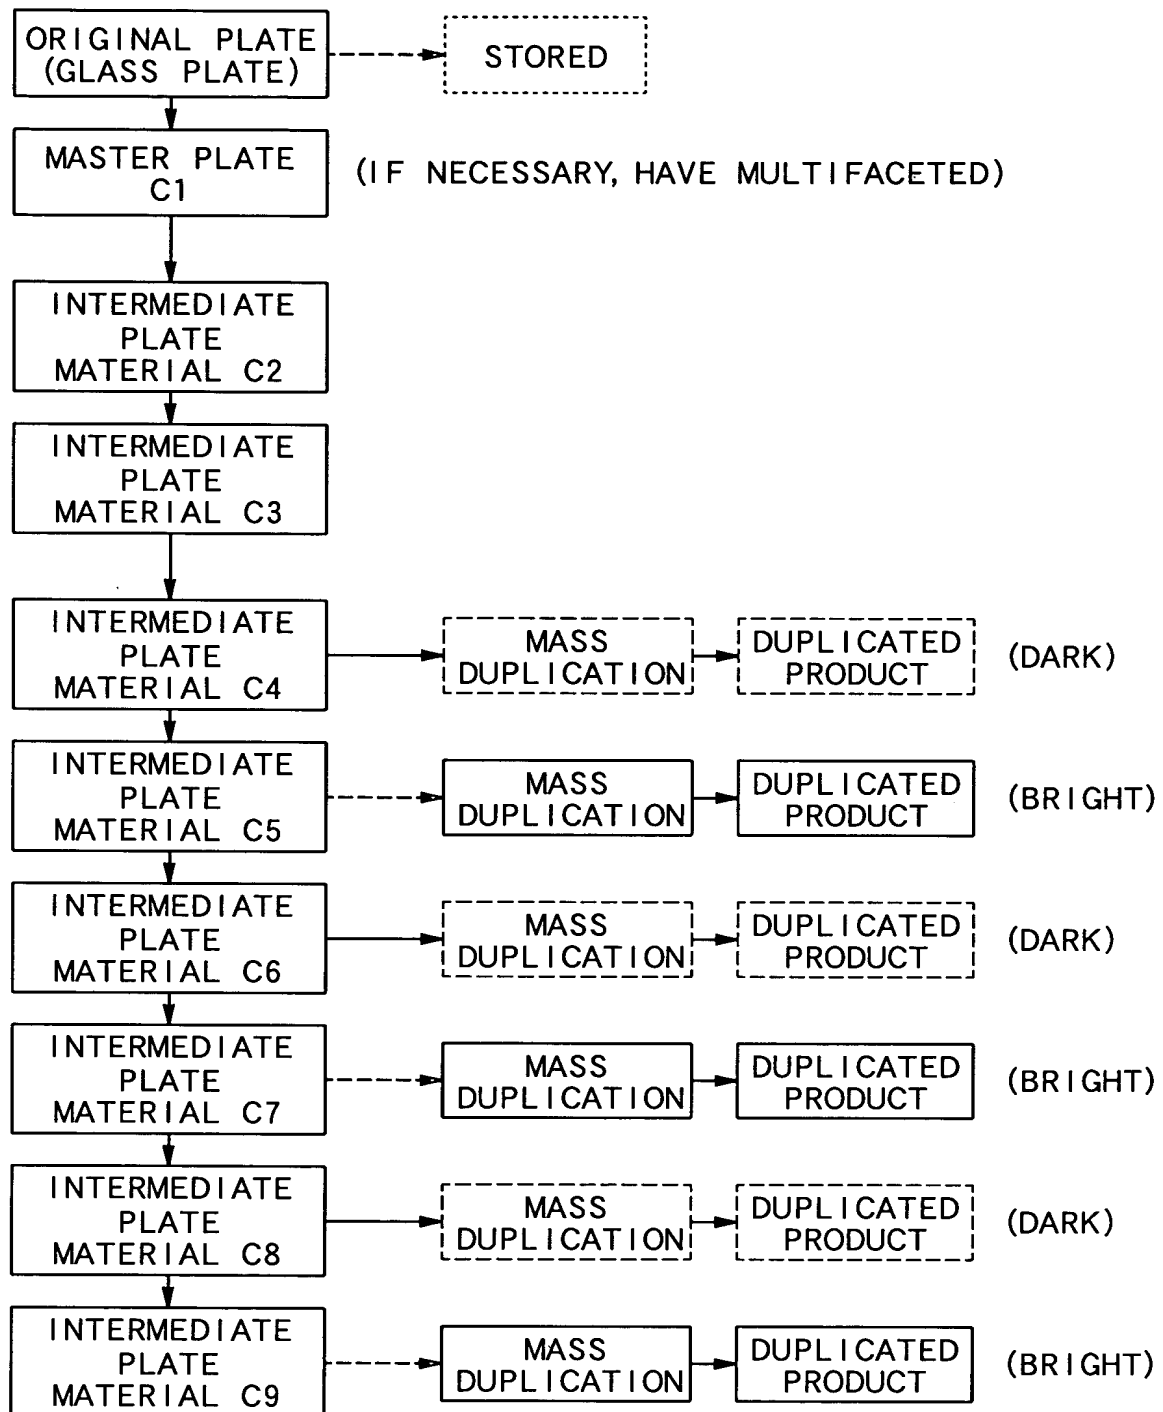 ORIGINAL PLATE
(GLASS PLATE)
STORED
MASTER PLATE
C1
(IF NECESSARY, HAVE MULTIFACETED)
INTERMEDIATE
PLATE
MATERIAL C2
INTERMEDIATE
PLATE
MATERIAL C3
INTERMEDIATE
PLATE
MATERIAL C4
MASS
DUPLICATION
DUPLICATED
PRODUCT
(DARK)
INTERMEDIATE
PLATE
MATERIAL C5
MASS
DUPLICATION
DUPLICATED
PRODUCT
(BRIGHT)
INTERMEDIATE
PLATE
MATERIAL C6
MASS
DUPLICATION
DUPLICATED
PRODUCT
(DARK)
INTERMEDIATE
PLATE
MATERIAL C7
MASS
DUPLICATION
DUPLICATED
PRODUCT
(BRIGHT)
INTERMEDIATE
PLATE
MATERIAL C8
MASS
DUPLICATION
DUPLICATED
PRODUCT
(DARK)
INTERMEDIATE
PLATE
MATERIAL C9
MASS
DUPLICATION
DUPLICATED
PRODUCT
(BRIGHT)